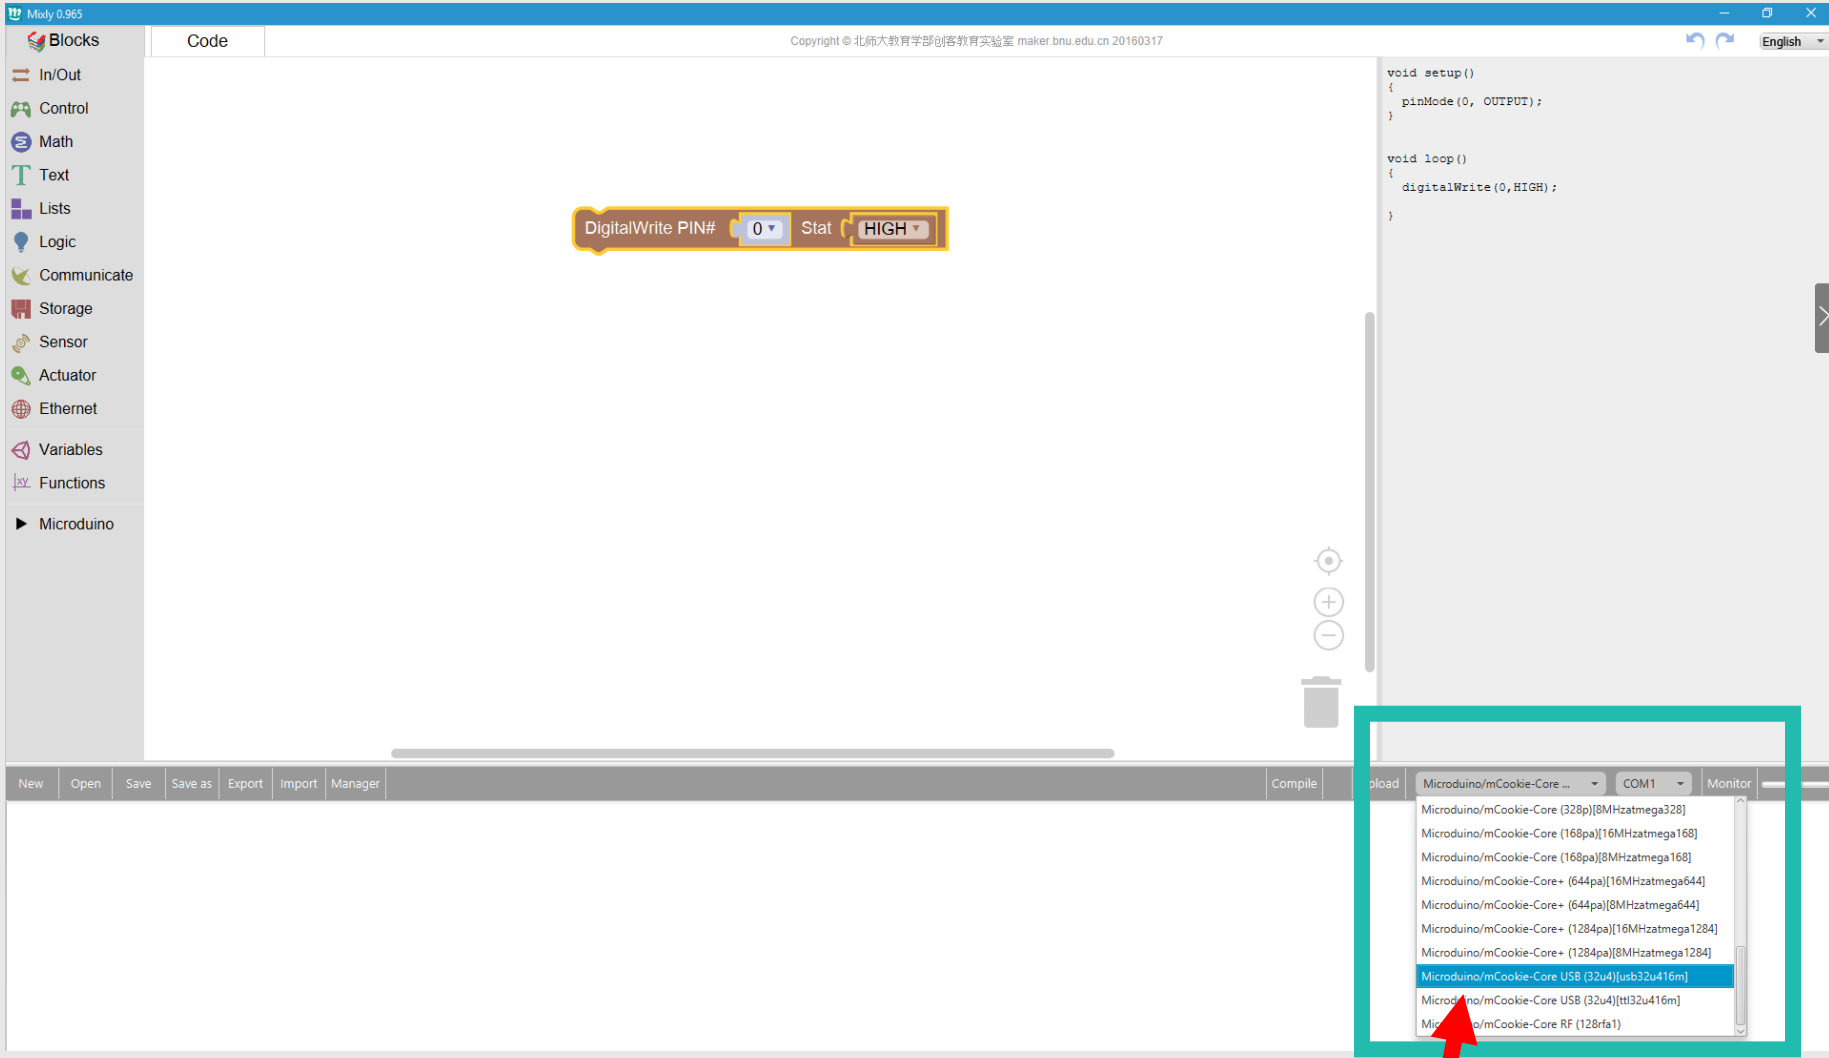 Mixly 0.965
Blocks
Code
Copyright © 北师大教育学部创客教育实验室 maker.bnu.edu.cn 20160317
English
In/Out
Control
Math
Text
Lists
Logic
Communicate
Storage
Sensor
Actuator
Ethernet
Variables
Functions
Microduino
DigitalWrite PIN# 0 Stat HIGH
void setup()
{
pinMode(0, OUTPUT);
}
void loop()
{
digitalWrite(0,HIGH);
}
New Open Save Save as Export Import Manager Compile pload Microduino/mCookie-Core ... COM1 Monitor
Microduino/mCookie-Core (328p)[8MHzatmega328]
Microduino/mCookie-Core (168pa)[16MHzatmega168]
Microduino/mCookie-Core (168pa)[8MHzatmega168]
Microduino/mCookie-Core+ (644pa)[16MHzatmega644]
Microduino/mCookie-Core+ (644pa)[8MHzatmega644]
Microduino/mCookie-Core+ (1284pa)[16MHzatmega1284]
Microduino/mCookie-Core+ (1284pa)[8MHzatmega1284]
Microduino/mCookie-Core USB (32u4)[usb32u416m]
Microduino/mCookie-Core USB (32u4)[ttl32u416m]
Microduino/mCookie-Core RF (128rfa1)